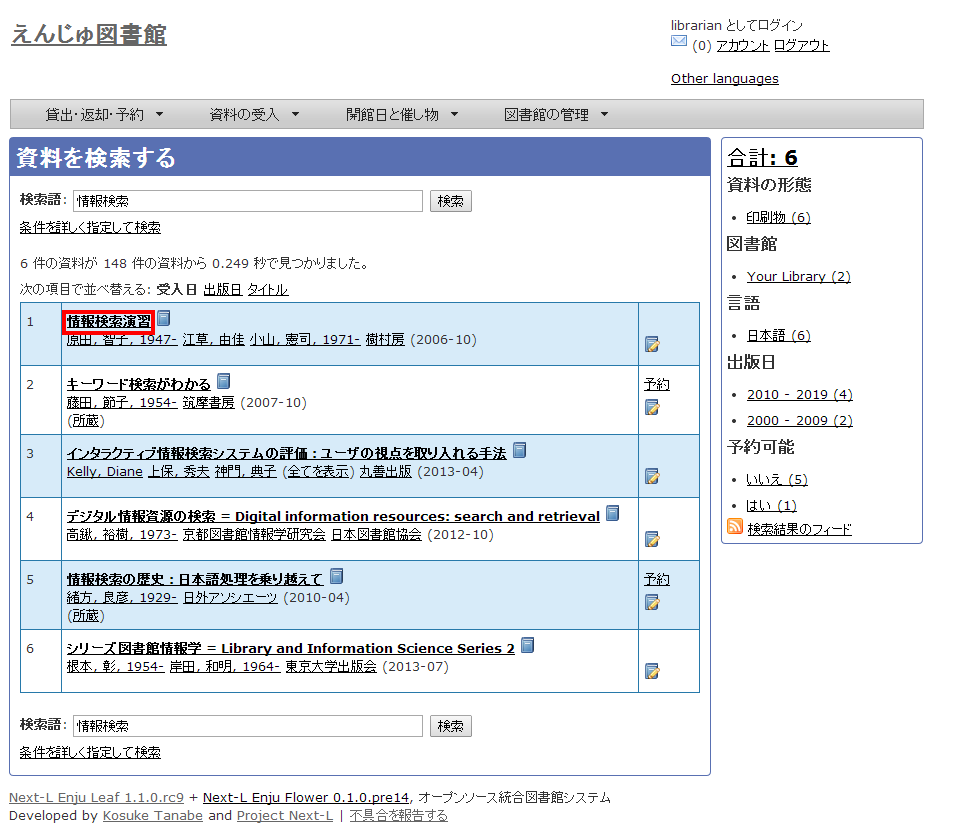 えんじゅ図書館
librarian としてログイン
(0) アカウント ログアウト
Other languages
貸出・返却・予約 ▼ 資料の受入 ▼ 開館日と催し物 ▼ 図書館の管理 ▼
資料を検索する
検索語: 情報検索 検索
条件を詳しく指定して検索
6 件の資料が 148 件の資料から 0.249 秒で見つかりました。
次の項目で並べ替える: 受入日 出版日 タイトル
1 情報検索演習
原田, 智子, 1947- 江草, 由佳 小山, 憲司, 1971- 樹村房 (2006-10)
2 キーワード検索がわかる 予約
藤田, 節子, 1954- 筑摩書房 (2007-10)
(所蔵)
3 インタラクティブ情報検索システムの評価 : ユーザの視点を取り入れる手法
Kelly, Diane 上保, 秀夫 神門, 典子 (全てを表示) 丸善出版 (2013-04)
4 デジタル情報資源の検索 = Digital information resources: search and retrieval
高鍬, 裕樹, 1973- 京都図書館情報学研究会 日本図書館協会 (2012-10)
5 情報検索の歴史 : 日本語処理を乗り越えて 予約
緒方, 良彦, 1929- 日外アソシエーツ (2010-04)
(所蔵)
6 シリーズ図書館情報学 = Library and Information Science Series 2
根本, 彰, 1954- 岸田, 和明, 1964- 東京大学出版会 (2013-07)
検索語: 情報検索 検索
条件を詳しく指定して検索
合計: 6
資料の形態
• 印刷物 (6)
図書館
• Your Library (2)
言語
• 日本語 (6)
出版日
• 2010 - 2019 (4)
• 2000 - 2009 (2)
予約可能
• いいえ (5)
• はい (1)
検索結果のフィード
Next-L Enju Leaf 1.1.0.rc9 + Next-L Enju Flower 0.1.0.pre14, オープンソース統合図書館システム
Developed by Kosuke Tanabe and Project Next-L | 不具合を報告する